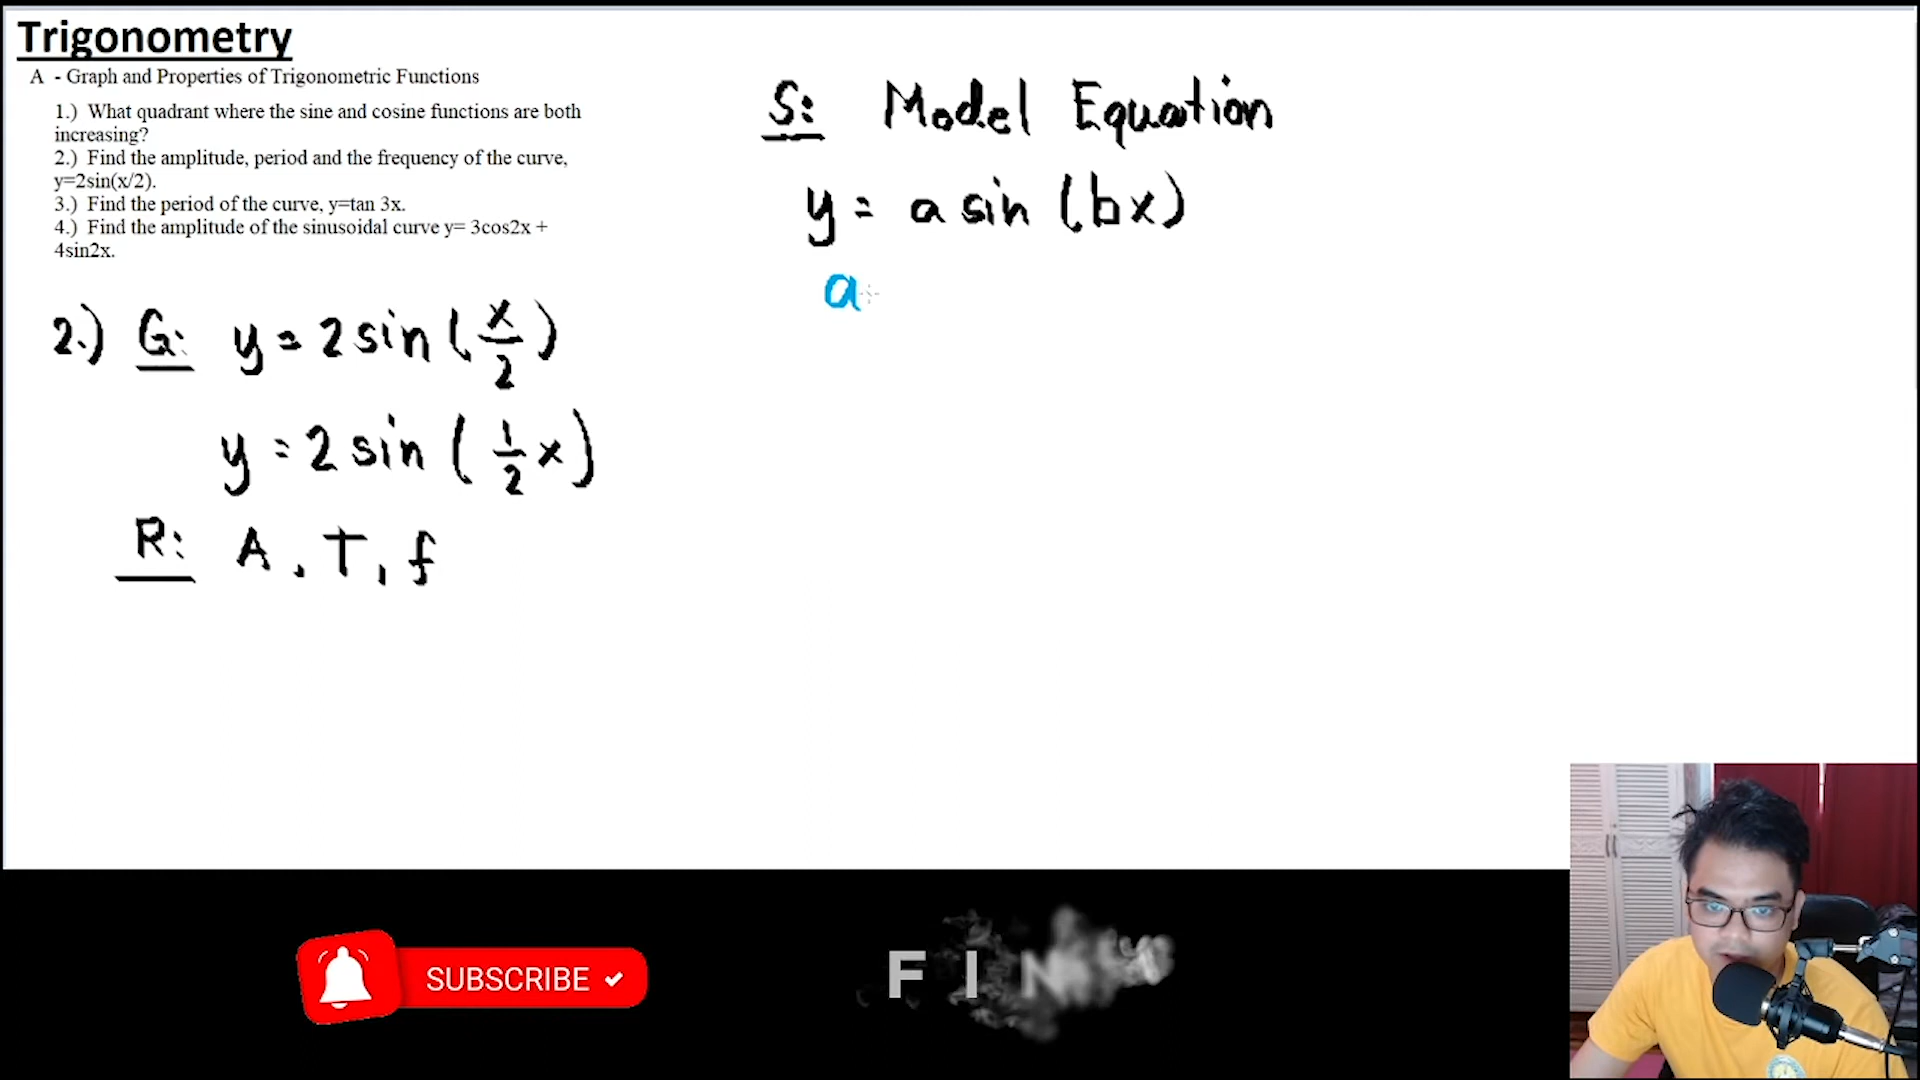 Trigonometry
A - Graph and Properties of Trigonometric Functions
1.) What quadrant where the sine and cosine functions are both
increasing?
2.) Find the amplitude, period and the frequency of the curve,
y=2sin(x/2).
3.) Find the period of the curve, y=tan 3x.
4.) Find the amplitude of the sinusoidal curve y= 3cos2x +
4sin2x.
2.) G: y = 2 sin (x/2)
y = 2 sin (1/2 x)
R: A, T, f
S: Model Equation
y = a sin (bx)
a
SUBSCRIBE
F I N